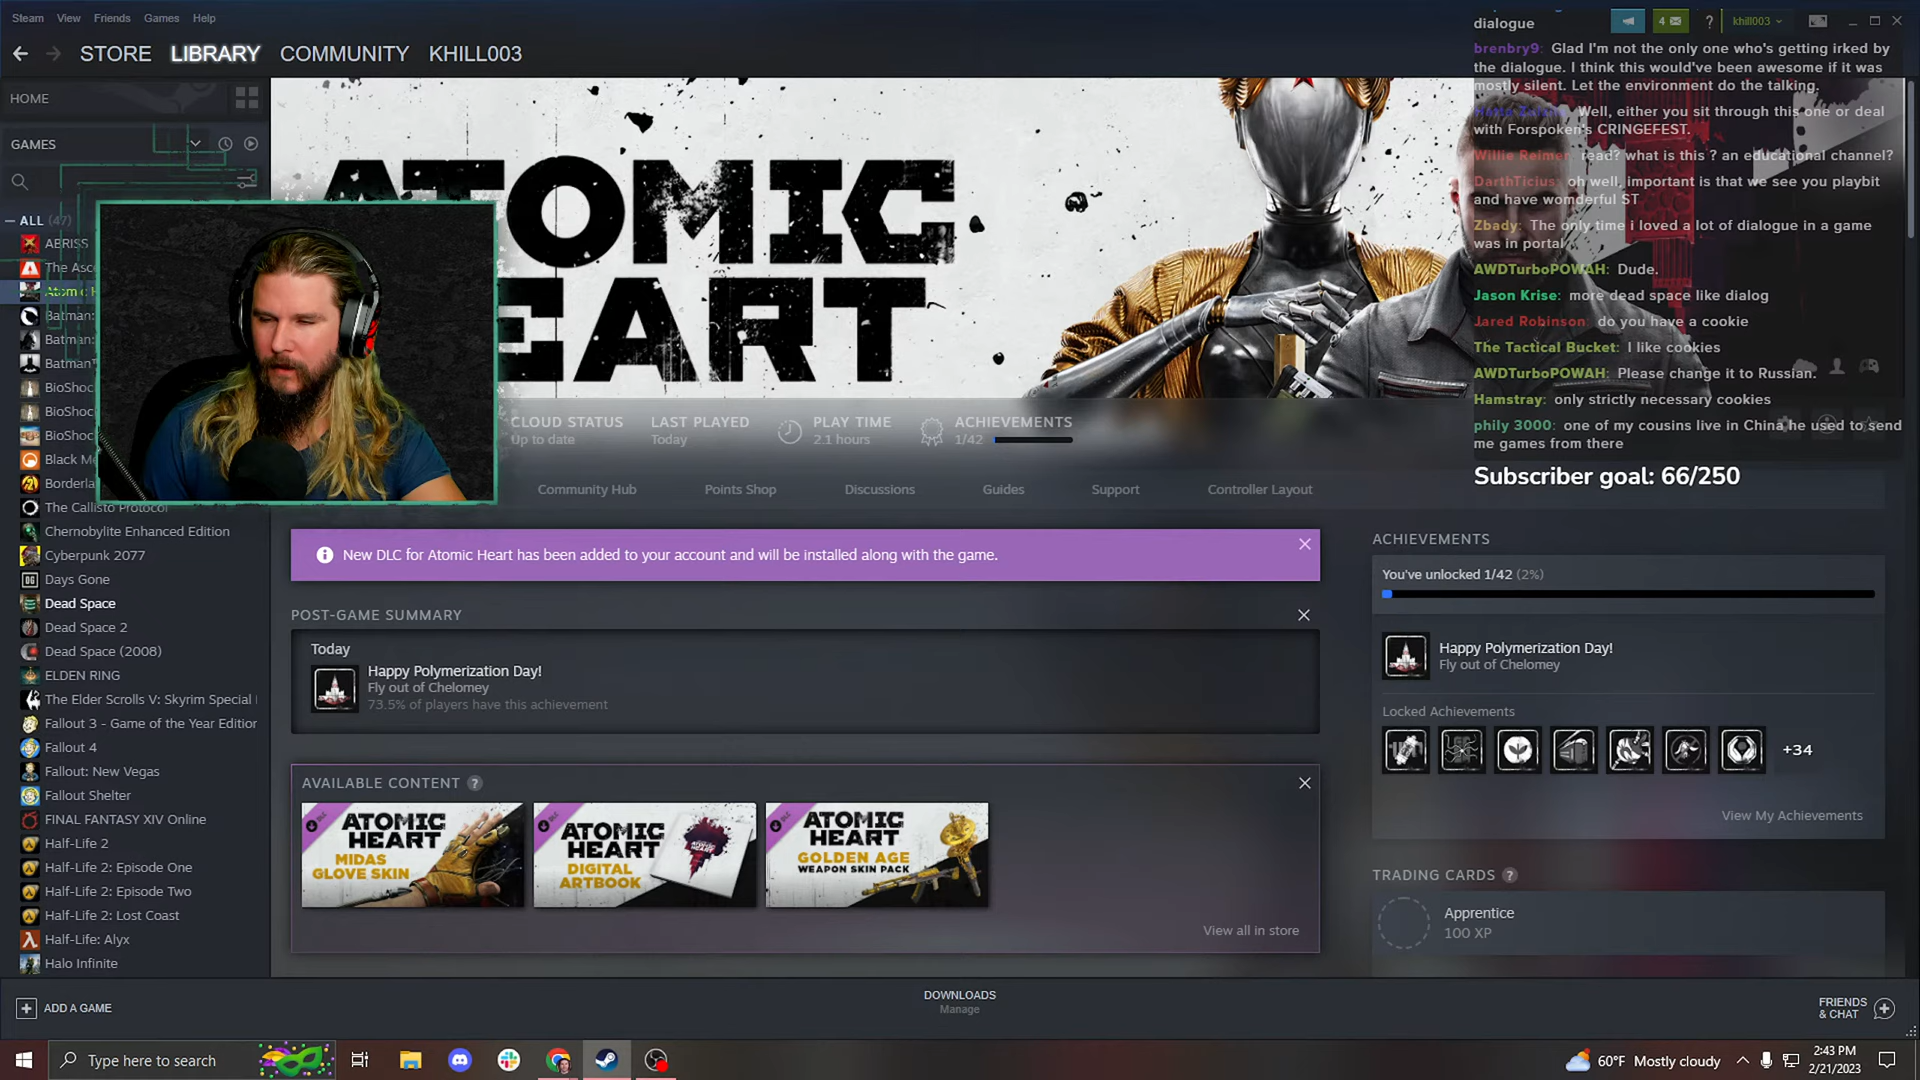 Steam View Friends Games Help
STORE LIBRARY COMMUNITY KHILL003
4 ? khill003
HOME
GAMES
ALL (47)
ABRISS
The Asc
Atomic H
Batman:
Batman:
Batman™
BioShoc
BioShoc
BioShoc
Black Me
Borderla
The Callisto Protocol
Chernobylite Enhanced Edition
Cyberpunk 2077
Days Gone
Dead Space
Dead Space 2
Dead Space (2008)
ELDEN RING
The Elder Scrolls V: Skyrim Special
Fallout 3 - Game of the Year Edition
Fallout 4
Fallout: New Vegas
Fallout Shelter
FINAL FANTASY XIV Online
Half-Life 2
Half-Life 2: Episode One
Half-Life 2: Episode Two
Half-Life 2: Lost Coast
Half-Life: Alyx
Halo Infinite
ADD A GAME
ATOMIC
HEART
CLOUD STATUS
Up to date
LAST PLAYED
Today
PLAY TIME
2.1 hours
ACHIEVEMENTS
1/42
Community Hub Points Shop Discussions Guides Support Controller Layout
New DLC for Atomic Heart has been added to your account and will be installed along with the game.
POST-GAME SUMMARY
Today
Happy Polymerization Day!
Fly out of Chelomey
73.5% of players have this achievement
AVAILABLE CONTENT ?
DLC
ATOMIC
HEART
MIDAS
GLOVE SKIN
DLC
ATOMIC
HEART
DIGITAL
ARTBOOK
DLC
ATOMIC
HEART
GOLDEN AGE
WEAPON SKIN PACK
View all in store
dialogue
brenbry9: Glad I'm not the only one who's getting irked by
the dialogue. I think this would've been awesome if it was
mostly silent. Let the environment do the talking.
Well, either you sit through this one or deal
with Forspoken's CRINGEFEST.
Willie Reimer: read? what is this ? an educational channel?
DarthTicius: oh well, important is that we see you playbit
and have womderful ST
Zbady: The only time i loved a lot of dialogue in a game
was in portal
AWDTurboPOWAH: Dude.
Jason Krise: more dead space like dialog
Jared Robinson: do you have a cookie
The Tactical Bucket: I like cookies
AWDTurboPOWAH: Please change it to Russian.
Hamstray: only strictly necessary cookies
phily 3000: one of my cousins live in China he used to send
me games from there
Subscriber goal: 66/250
ACHIEVEMENTS
You've unlocked 1/42 (2%)
Happy Polymerization Day!
Fly out of Chelomey
Locked Achievements
+34
View My Achievements
TRADING CARDS ?
Apprentice
100 XP
DOWNLOADS
Manage
FRIENDS
& CHAT
Type here to search
60°F Mostly cloudy
2:43 PM
2/21/2023